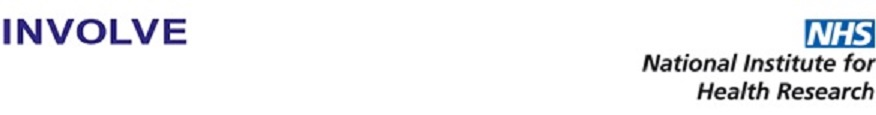 INVOLVE
NHS
National Institute for
Health Research